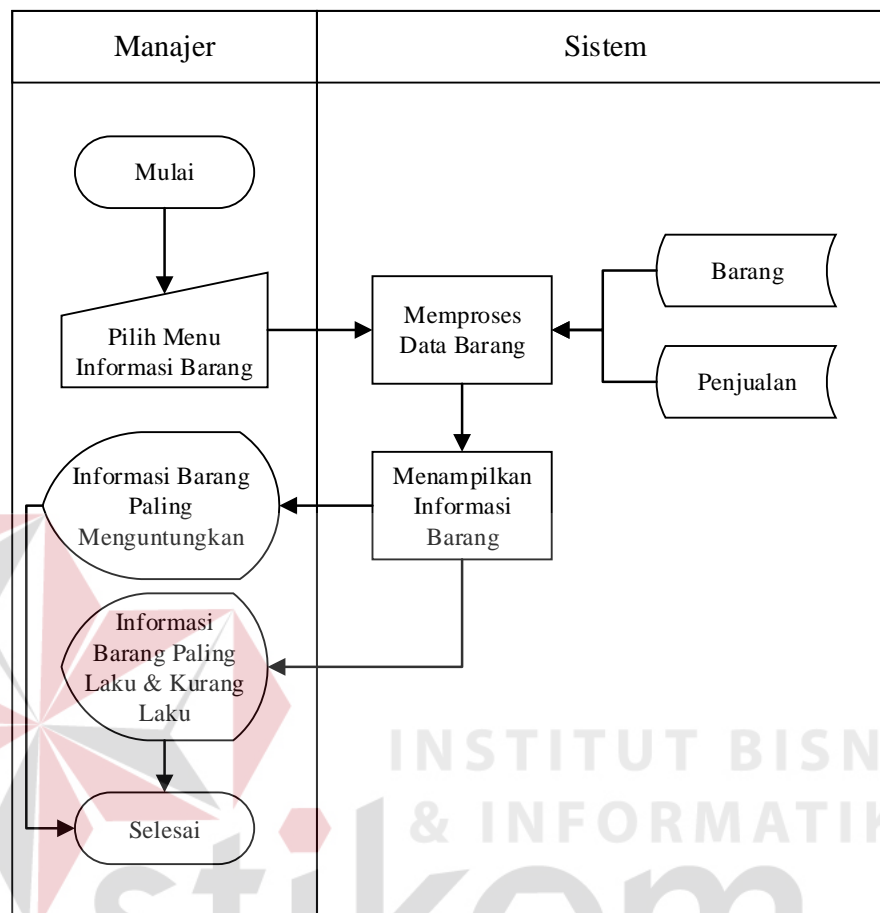 Manajer
Sistem
Mulai
Pilih Menu
Informasi Barang
Memproses
Data Barang
Barang
Penjualan
Informasi Barang
Paling
Menguntungkan
Menampilkan
Informasi
Barang
Informasi
Barang Paling
Laku & Kurang
Laku
Selesai
INSTITUT BISN
& INFORMATIK
stikom